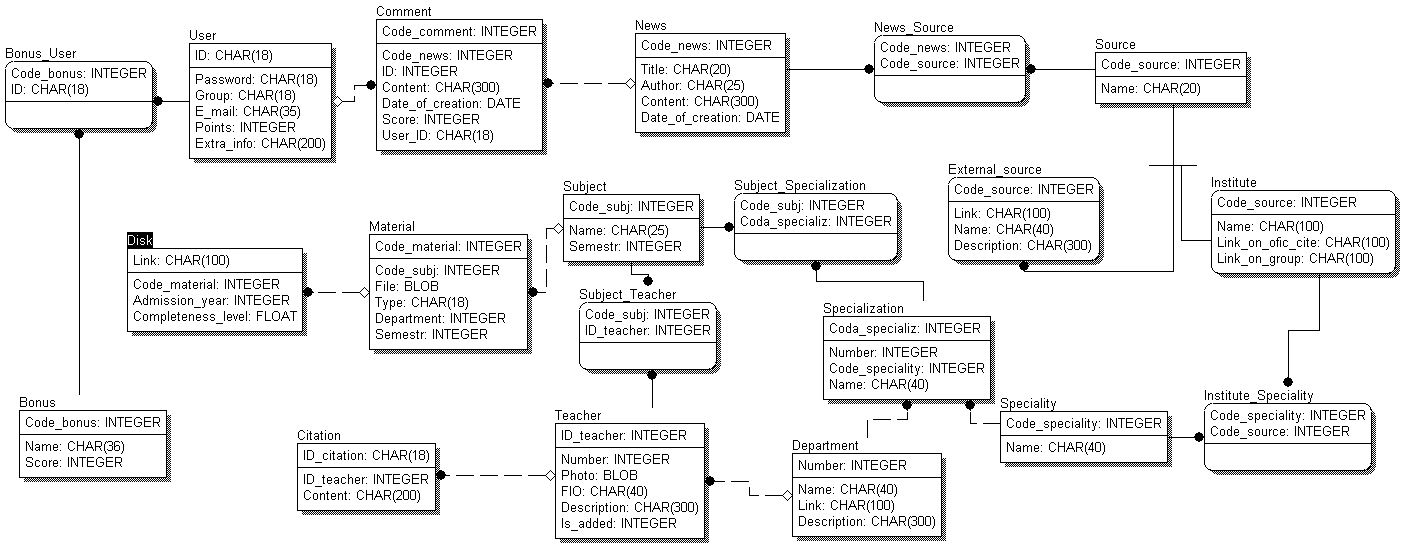 Bonus_User
Code_bonus: INTEGER
ID: CHAR(18)
User
ID: CHAR(18)
Password: CHAR(18)
Group: CHAR(18)
E_mail: CHAR(35)
Points: INTEGER
Extra_info: CHAR(200)
Comment
Code_comment: INTEGER
Code_news: INTEGER
ID: INTEGER
Content: CHAR(300)
Date_of_creation: DATE
Score: INTEGER
User_ID: CHAR(18)
News
Code_news: INTEGER
Title: CHAR(20)
Author: CHAR(25)
Content: CHAR(300)
Date_of_creation: DATE
News_Source
Code_news: INTEGER
Code_source: INTEGER
Source
Code_source: INTEGER
Name: CHAR(20)
Disk
Link: CHAR(100)
Code_material: INTEGER
Admission_year: INTEGER
Completeness_level: FLOAT
Material
Code_material: INTEGER
Code_subj: INTEGER
File: BLOB
Type: CHAR(18)
Department: INTEGER
Semestr: INTEGER
Subject
Code_subj: INTEGER
Name: CHAR(25)
Semestr: INTEGER
Subject_Specialization
Code_subj: INTEGER
Coda_specializ: INTEGER
External_source
Code_source: INTEGER
Link: CHAR(100)
Name: CHAR(40)
Description: CHAR(300)
Institute
Code_source: INTEGER
Name: CHAR(100)
Link_on_ofic_cite: CHAR(100)
Link_on_group: CHAR(100)
Subject_Teacher
Code_subj: INTEGER
ID_teacher: INTEGER
Specialization
Coda_specializ: INTEGER
Number: INTEGER
Code_speciality: INTEGER
Name: CHAR(40)
Bonus
Code_bonus: INTEGER
Name: CHAR(36)
Score: INTEGER
Citation
ID_citation: CHAR(18)
ID_teacher: INTEGER
Content: CHAR(200)
Teacher
ID_teacher: INTEGER
Number: INTEGER
Photo: BLOB
FIO: CHAR(40)
Description: CHAR(300)
Is_added: INTEGER
Department
Number: INTEGER
Name: CHAR(40)
Link: CHAR(100)
Description: CHAR(300)
Speciality
Code_speciality: INTEGER
Name: CHAR(40)
Institute_Speciality
Code_speciality: INTEGER
Code_source: INTEGER